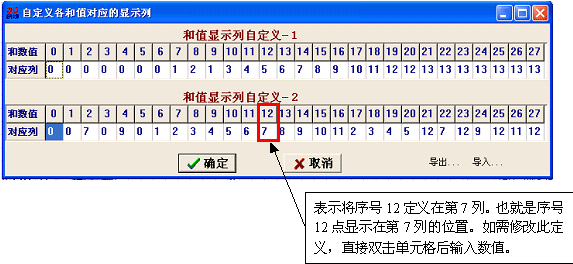 自定义各和值对应的显示列
和值显示列自定义-1
和数值 0 1 2 3 4 5 6 7 8 9 10 11 12 13 14 15 16 17 18 19 20 21 22 23 24 25 26 27
对应列 0 0 0 0 0 0 0 1 2 1 3 4 5 6 7 8 9 10 11 12 12 13 13 13 13 13 13 13
和值显示列自定义-2
和数值 0 1 2 3 4 5 6 7 8 9 10 11 12 13 14 15 16 17 18 19 20 21 22 23 24 25 26 27
对应列 0 0 7 0 9 0 1 2 3 4 5 6 7 8 9 10 11 2 3 4 5 12 7 12 9 12 11 12
确定 取消 导出... 导入...
表示将序号12定义在第7列。也就是序号
12点显示在第7列的位置。如需修改此定
义，直接双击单元格后输入数值。